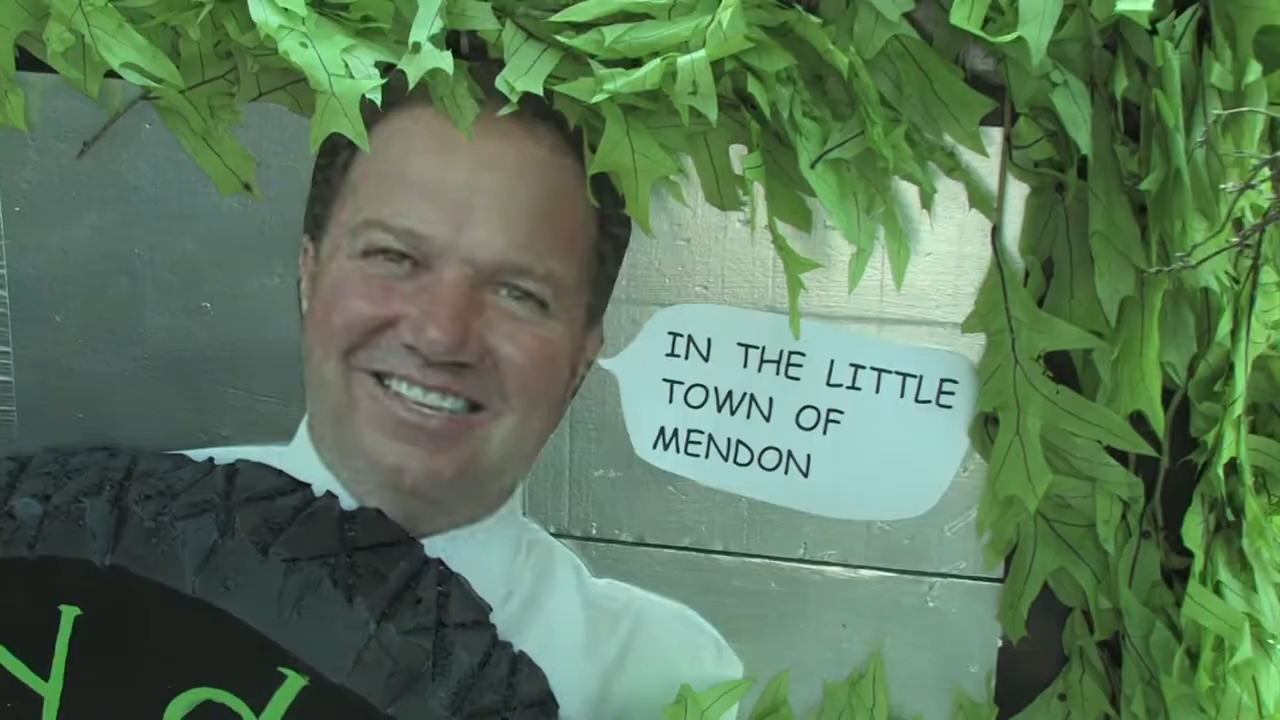 IN THE LITTLE
TOWN OF
MENDON
y d